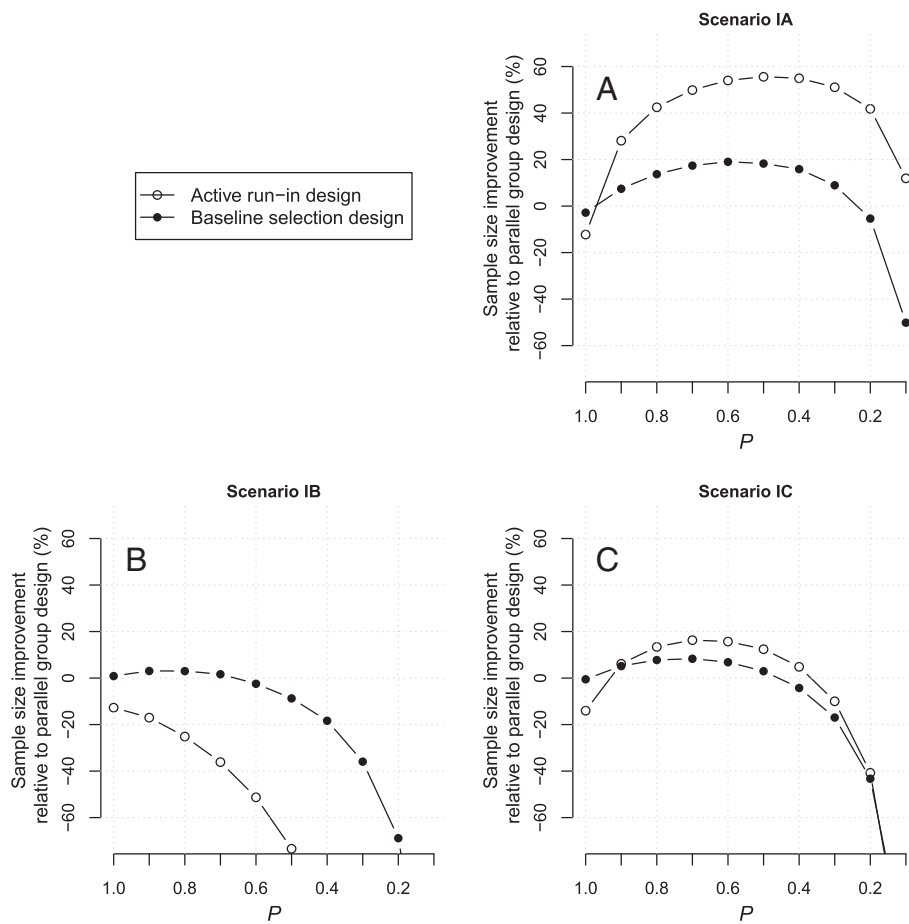 Scenario IA
Sample size improvement
relative to parallel group design (%)
60
40
20
0
−20
−40
−60
A
1.0
0.8
0.6
0.4
0.2
P
Active run−in design
Baseline selection design
Scenario IB
Sample size improvement
relative to parallel group design (%)
60
40
20
0
−20
−40
−60
B
1.0
0.8
0.6
0.4
0.2
P
Scenario IC
Sample size improvement
relative to parallel group design (%)
60
40
20
0
−20
−40
−60
C
1.0
0.8
0.6
0.4
0.2
P